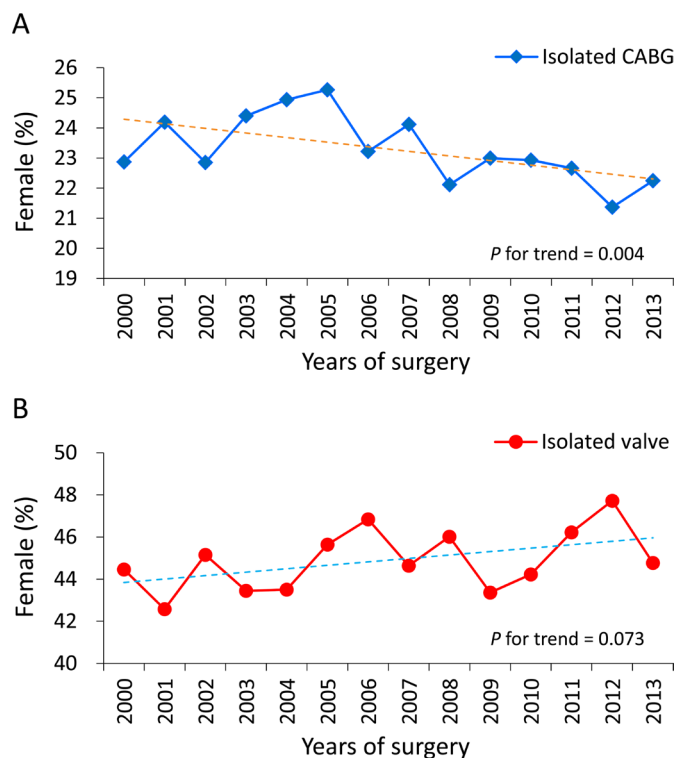 A
Isolated CABG
26
25
24
23
22
21
20
19
Female (%)
P for trend = 0.004
2000 2001 2002 2003 2004 2005 2006 2007 2008 2009 2010 2011 2012 2013
Years of surgery
B
Isolated valve
50
48
46
44
42
40
Female (%)
P for trend = 0.073
2000 2001 2002 2003 2004 2005 2006 2007 2008 2009 2010 2011 2012 2013
Years of surgery